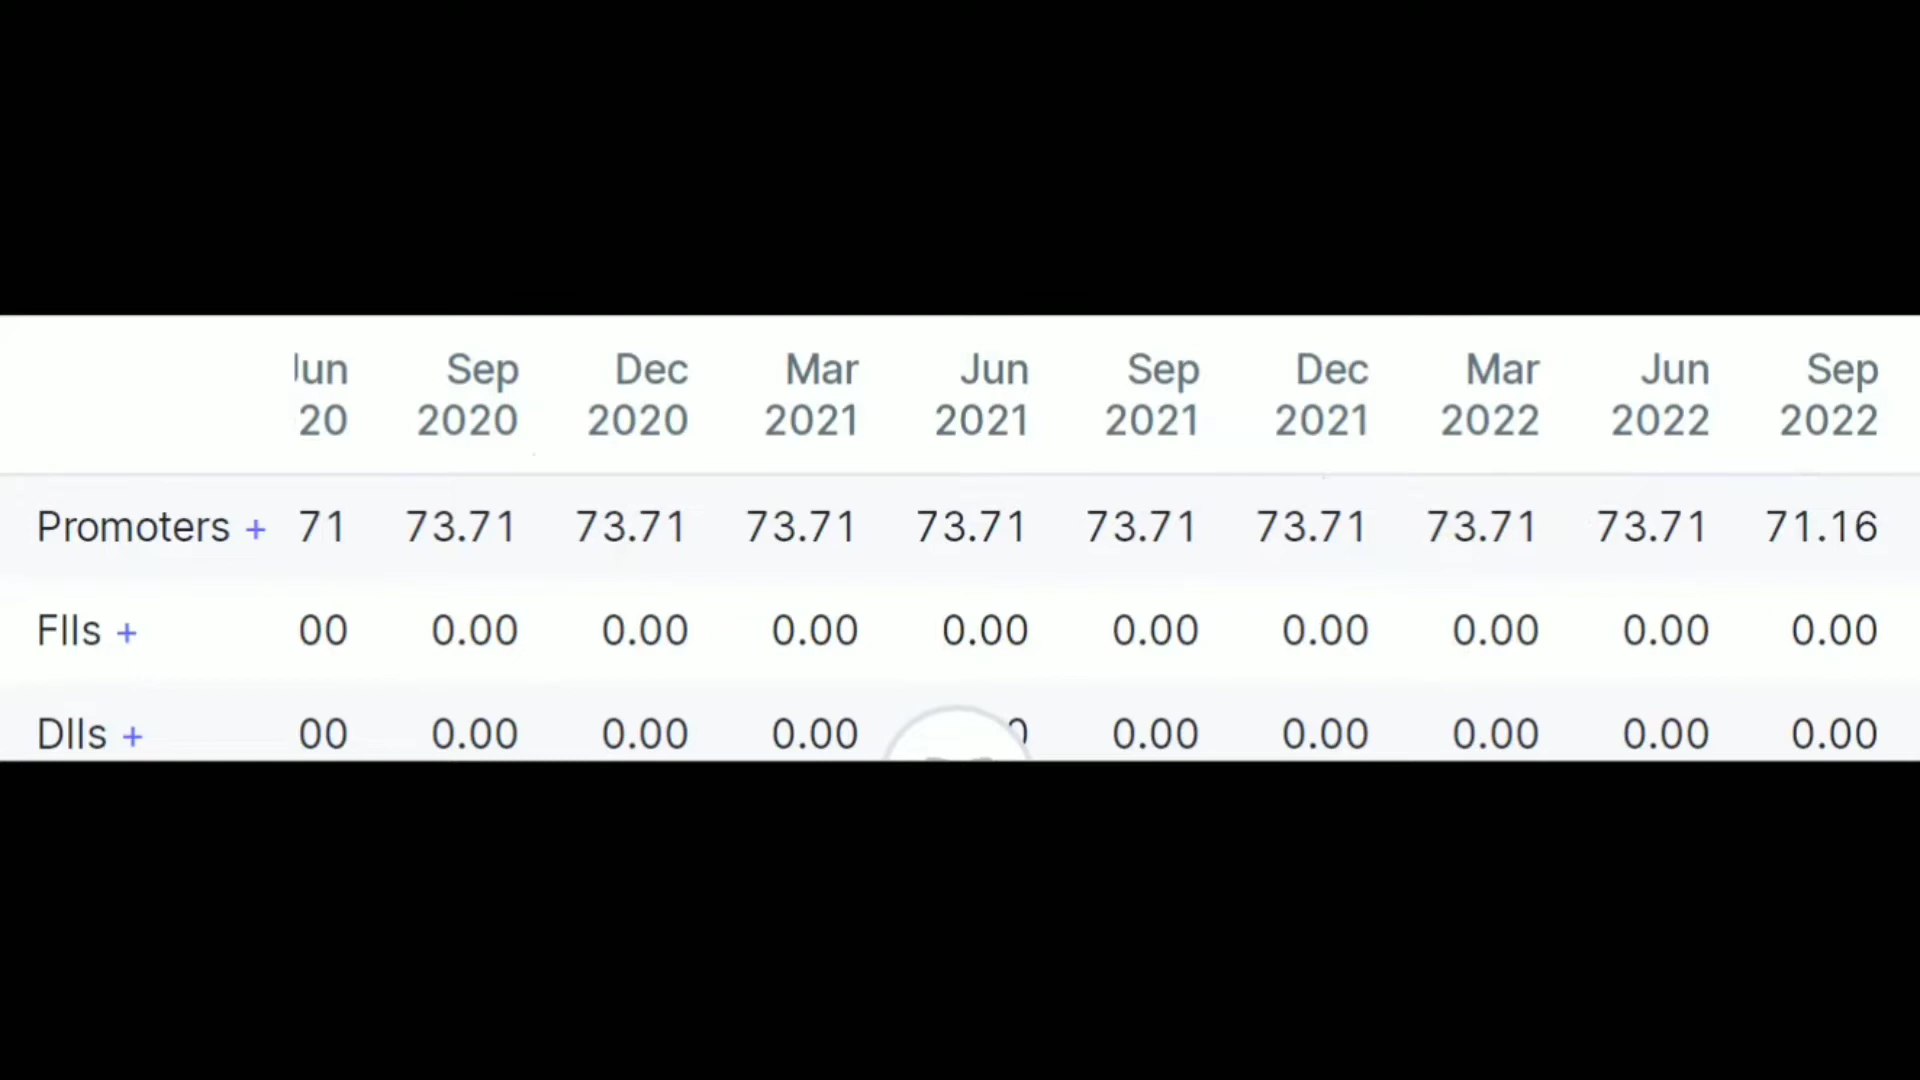 Jun Sep Dec Mar Jun Sep Dec Mar Jun Sep
20 2020 2020 2021 2021 2021 2021 2022 2022 2022
Promoters + 71 73.71 73.71 73.71 73.71 73.71 73.71 73.71 73.71 71.16
FIIs + 00 0.00 0.00 0.00 0.00 0.00 0.00 0.00 0.00 0.00
DIIs + 00 0.00 0.00 0.00 0 0.00 0.00 0.00 0.00 0.00